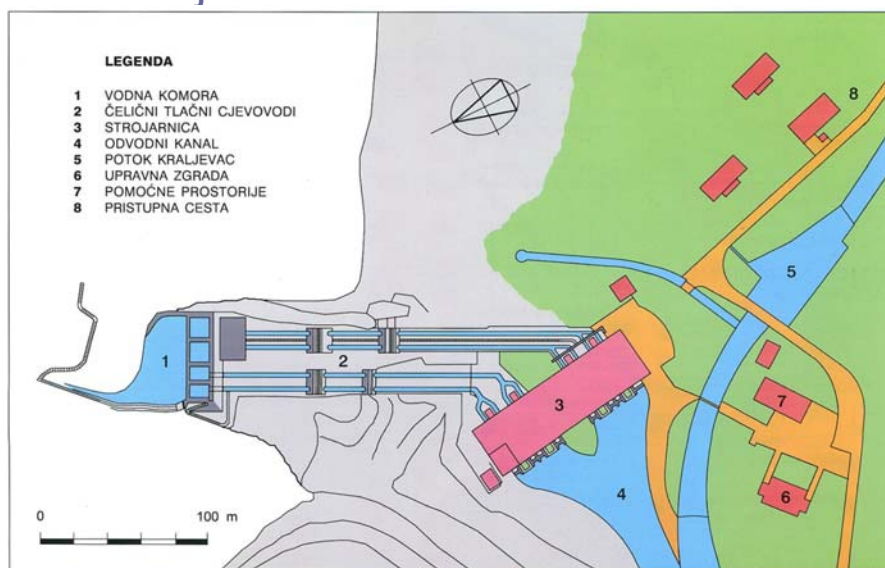 LEGENDA
1 VODNA KOMORA
2 ČELIČNI TLAČNI CJEVOVODI
3 STROJARNICA
4 ODVODNI KANAL
5 POTOK KRALJEVAC
6 UPRAVNA ZGRADA
7 POMOĆNE PROSTORIJE
8 PRISTUPNA CESTA
8
5
1
2
3
7
4
6
0 100 m